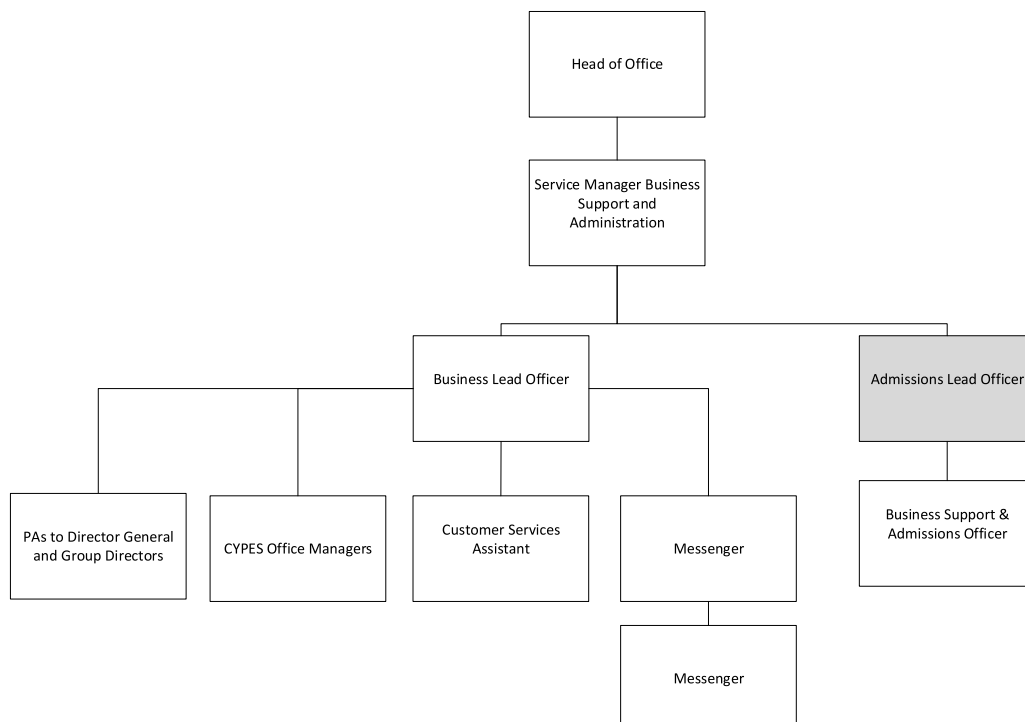 Head of Office
Service Manager Business
Support and
Administration
Business Lead Officer
Admissions Lead Officer
PAs to Director General
and Group Directors
CYPES Office Managers
Customer Services
Assistant
Messenger
Business Support &
Admissions Officer
Messenger